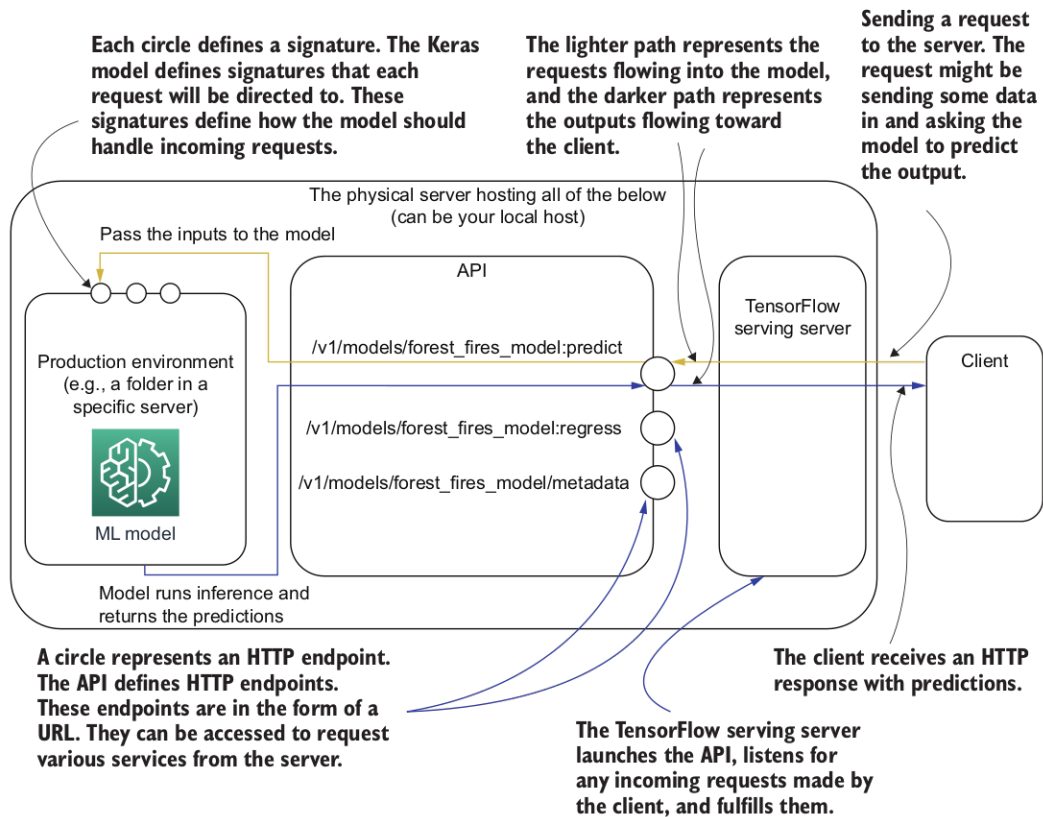 Each circle defines a signature. The Keras
model defines signatures that each
request will be directed to. These
signatures define how the model should
handle incoming requests.
The lighter path represents the
requests flowing into the model,
and the darker path represents
the outputs flowing toward
the client.
Sending a request
to the server. The
request might be
sending some data
in and asking the
model to predict
the output.
The physical server hosting all of the below
(can be your local host)
Pass the inputs to the model
API
TensorFlow
serving server
/v1/models/forest_fires_model:predict
Production environment
(e.g., a folder in a
specific server)
Client
/v1/models/forest_fires_model:regress
/v1/models/forest_fires_model/metadata
ML model
Model runs inference and
returns the predictions
A circle represents an HTTP endpoint.
The API defines HTTP endpoints.
These endpoints are in the form of a
URL. They can be accessed to request
various services from the server.
The client receives an HTTP
response with predictions.
The TensorFlow serving server
launches the API, listens for
any incoming requests made by
the client, and fulfills them.